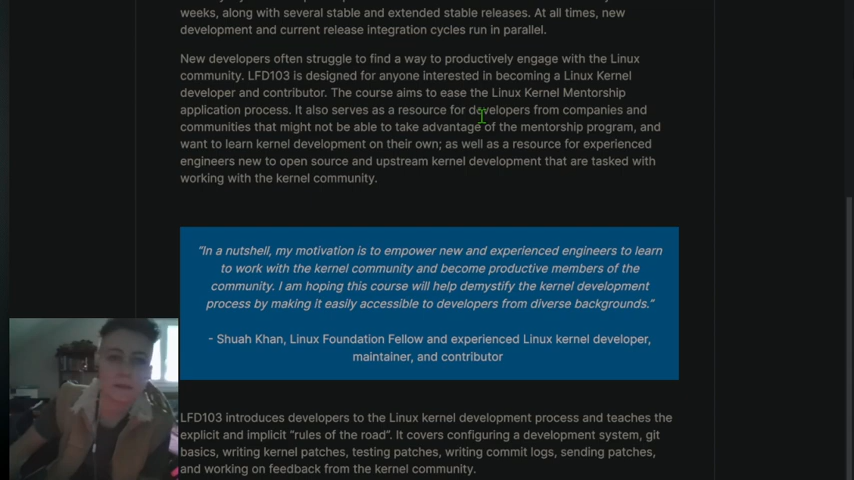 weeks, along with several stable and extended stable releases. At all times, new
development and current release integration cycles run in parallel.
New developers often struggle to find a way to productively engage with the Linux
community. LFD103 is designed for anyone interested in becoming a Linux Kernel
developer and contributor. The course aims to ease the Linux Kernel Mentorship
application process. It also serves as a resource for developers from companies and
communities that might not be able to take advantage of the mentorship program, and
want to learn kernel development on their own; as well as a resource for experienced
engineers new to open source and upstream kernel development that are tasked with
working with the kernel community.
“In a nutshell, my motivation is to empower new and experienced engineers to learn
to work with the kernel community and become productive members of the
community. I am hoping this course will help demystify the kernel development
process by making it easily accessible to developers from diverse backgrounds.”
- Shuah Khan, Linux Foundation Fellow and experienced Linux kernel developer,
maintainer, and contributor
LFD103 introduces developers to the Linux kernel development process and teaches the
explicit and implicit “rules of the road”. It covers configuring a development system, git
basics, writing kernel patches, testing patches, writing commit logs, sending patches,
and working on feedback from the kernel community.